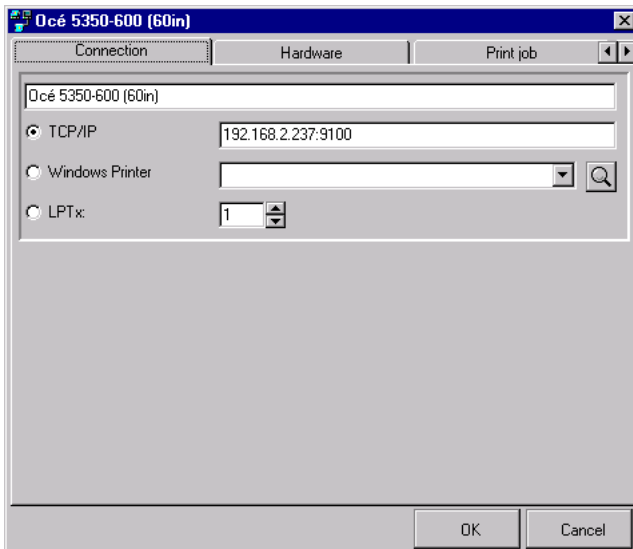 Océ 5350-600 (60in)
Connection Hardware Print job
Océ 5350-600 (60in)
TCP/IP 192.168.2.237:9100
Windows Printer
LPTx: 1
OK Cancel